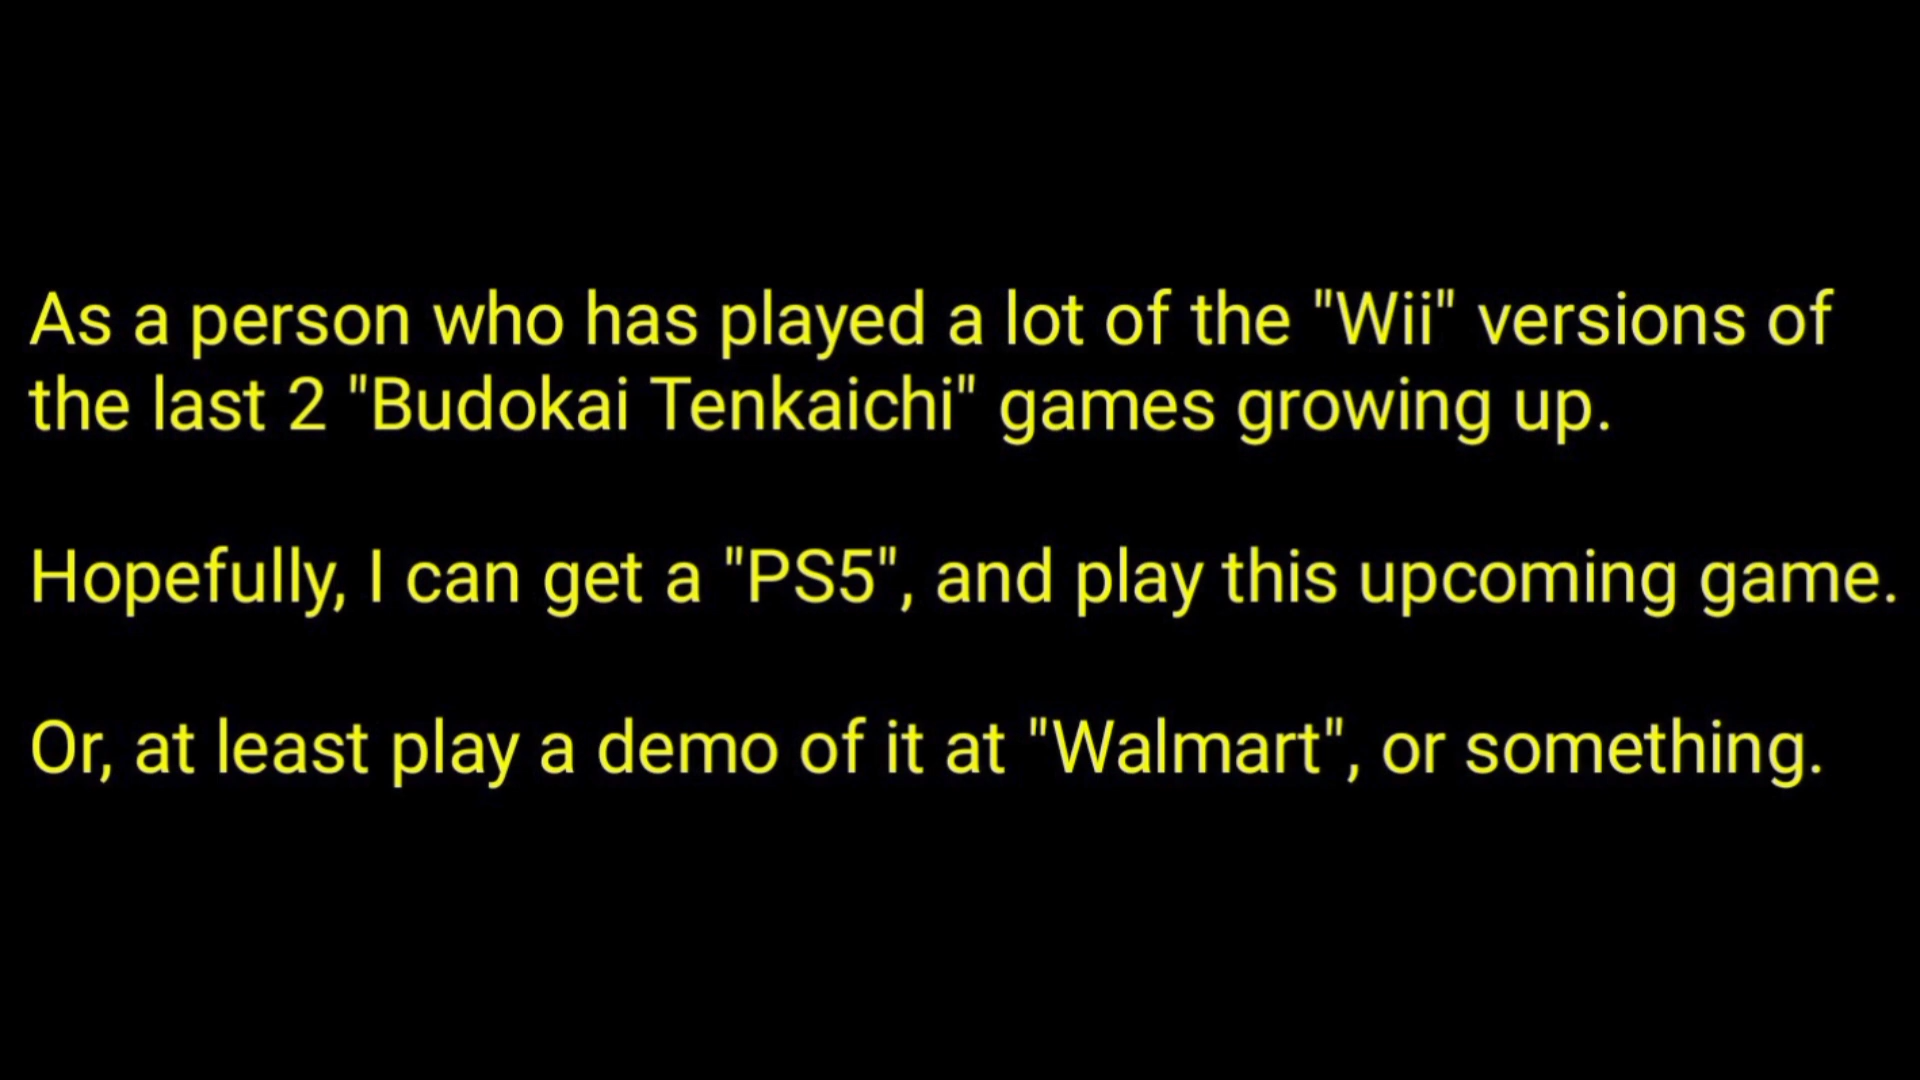 As a person who has played a lot of the "Wii" versions of
the last 2 "Budokai Tenkaichi" games growing up.
Hopefully, I can get a "PS5", and play this upcoming game.
Or, at least play a demo of it at "Walmart", or something.